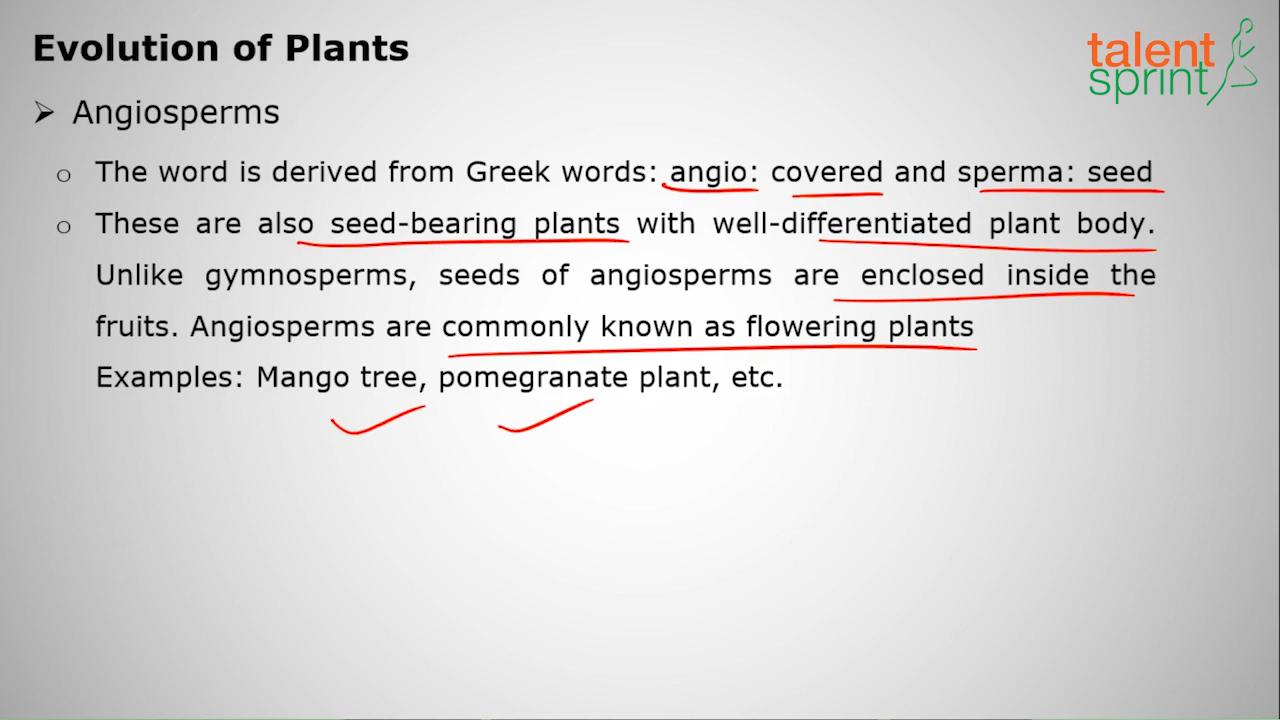 Evolution of Plants
talent
sprint
➢ Angiosperms
o The word is derived from Greek words: angio: covered and sperma: seed
o These are also seed-bearing plants with well-differentiated plant body.
Unlike gymnosperms, seeds of angiosperms are enclosed inside the
fruits. Angiosperms are commonly known as flowering plants
Examples: Mango tree, pomegranate plant, etc.